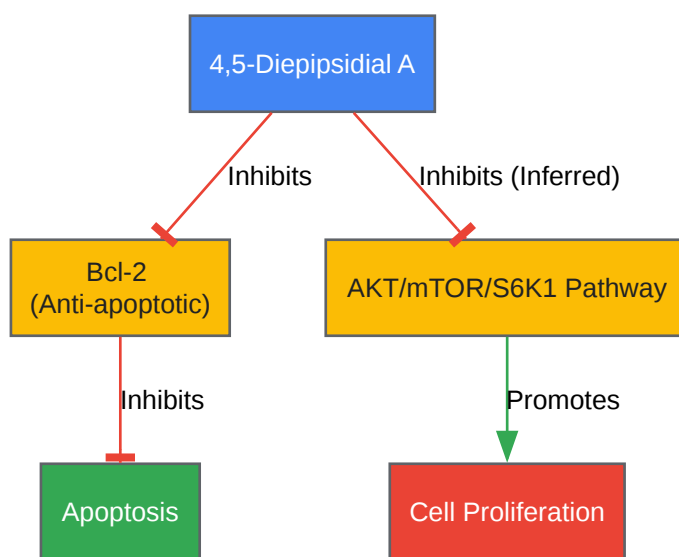 4,5-Diepipsidial A
Inhibits
Inhibits (Inferred)
Bcl-2
(Anti-apoptotic)
AKT/mTOR/S6K1 Pathway
Inhibits
Promotes
Apoptosis
Cell Proliferation